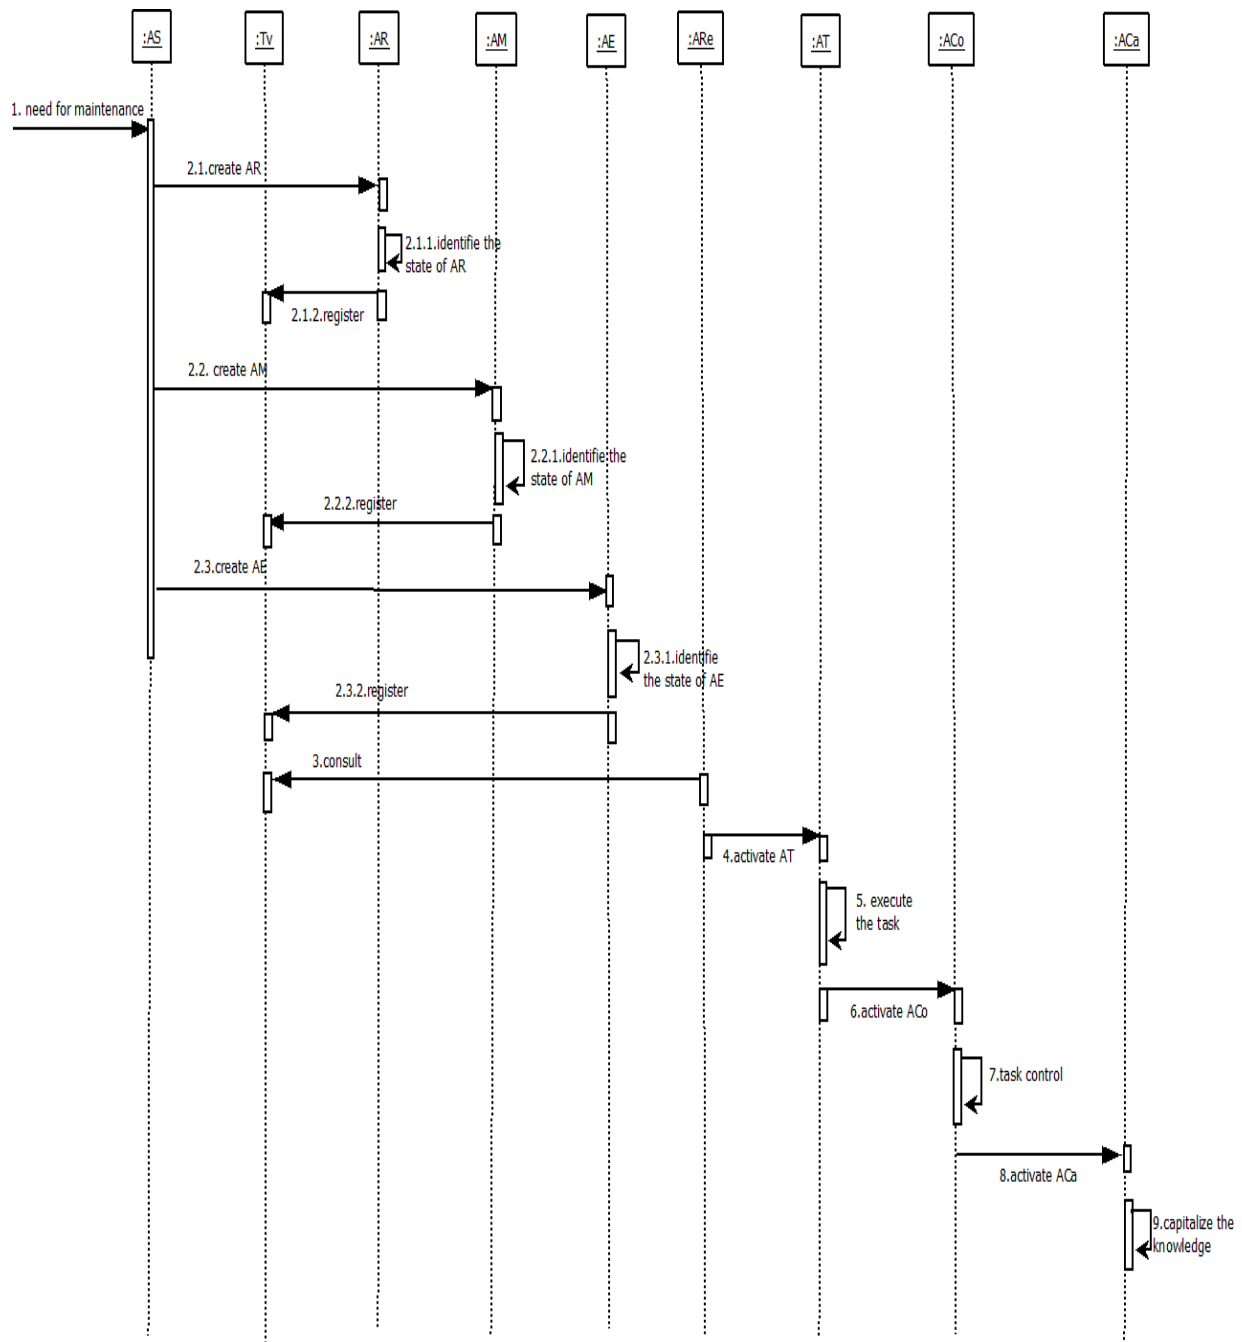 :AS
:Tv
:AR
:AM
:AE
:ARe
:AT
:ACo
:ACa
1. need for maintenance
2.1.create AR
2.1.1.identifie the
state of AR
2.1.2.register
2.2. create AM
2.2.1.identifie the
state of AM
2.2.2.register
2.3.create AE
2.3.1.identifie
the state of AE
2.3.2.register
3.consult
4.activate AT
5. execute
the task
6.activate ACo
7.task control
8.activate ACa
9.capitalize the
knowledge